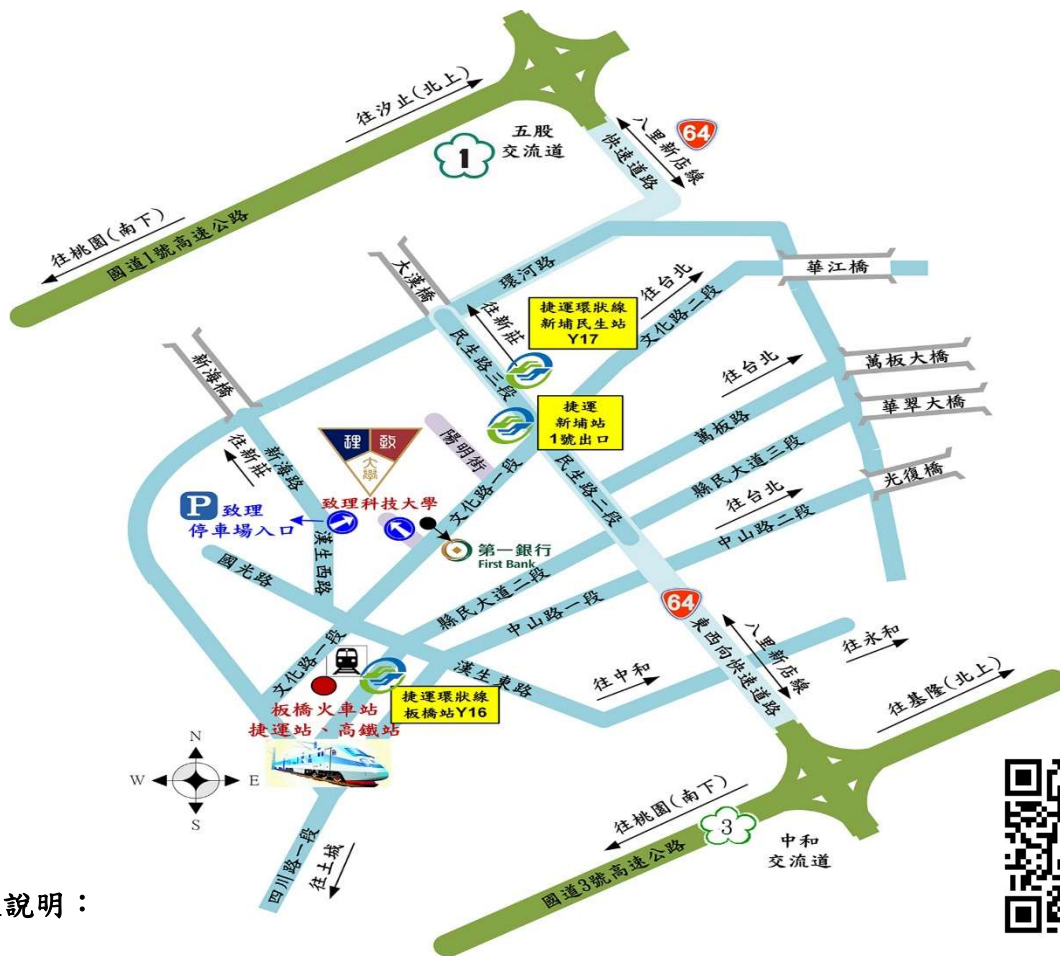 往汐止(北上)
五股
交流道
1
64
八里新店線
快速道路
往桃園(南下)
國道1號高速公路
大漢橋
環河路
往台北
華江橋
往新莊
捷運環狀線
新埔民生站
Y17
文化路二段
民生路三段
新海橋
往台北
萬板大橋
捷運
新埔站
1號出口
萬板路
華翠大橋
陽明街
往新莊
新海路
理致
大學
縣民大道三段
光復橋
文化路一段
民生路二段
往台北
P 致理
停車場入口
致理科技大學
中山路二段
漢生西路
第一銀行
First Bank
國光路
縣民大道二段
中山路一段
64
東西向快速道路
八里新店線
往永和
文化路一段
漢生東路
往中和
捷運環狀線
板橋站Y16
板橋火車站
捷運站、高鐵站
往基隆(北上)
N
W
E
S
往桃園(南下)
3
中和
交流道
國道3號高速公路
四川路一段
往土城
說明：